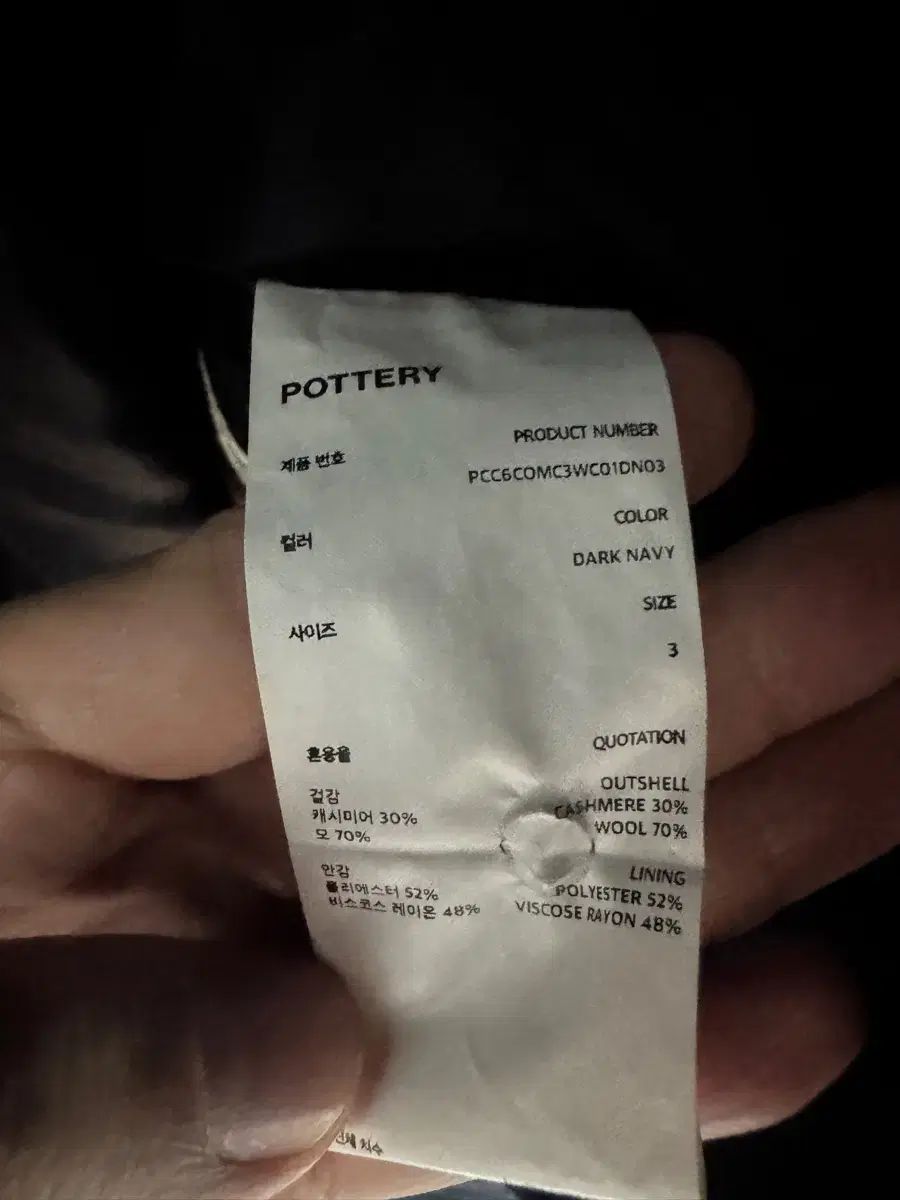 POTTERY
PRODUCT NUMBER
제품 번호
PCC6COMC3WC01DN03
COLOR
컬러
DARK NAVY
SIZE
사이즈
3
QUOTATION
혼용율
OUTSHELL
겉감
CASHMERE 30%
캐시미어 30%
WOOL 70%
모 70%
LINING
안감
POLYESTER 52%
폴리에스터 52%
VISCOSE RAYON 48%
비스코스 레이온 48%
치수